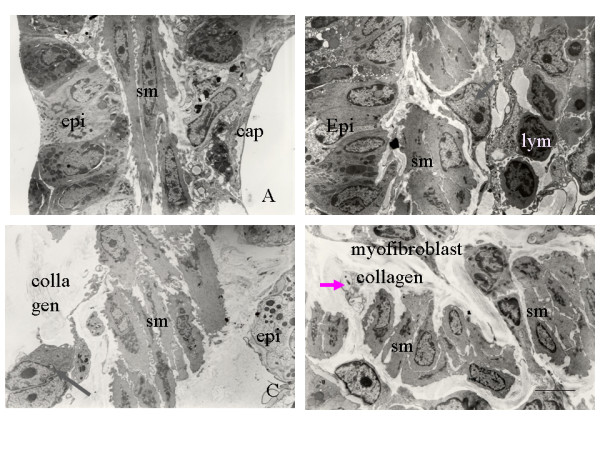 epi
sm
cap
A
Epi
sm
lym
colla
gen
sm
epi
C
myofibroblast
collagen
sm
sm